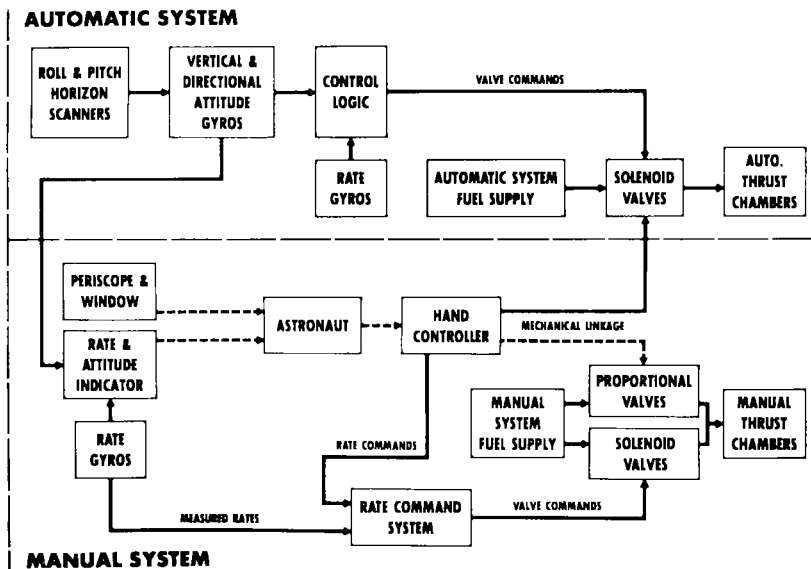 AUTOMATIC SYSTEM
ROLL & PITCH
HORIZON
SCANNERS
VERTICAL &
DIRECTIONAL
ATTITUDE
GYROS
CONTROL
LOGIC
VALVE COMMANDS
RATE
GYROS
AUTOMATIC SYSTEM
FUEL SUPPLY
SOLENOID
VALVES
AUTO.
THRUST
CHAMBERS
PERISCOPE &
WINDOW
ASTRONAUT
HAND
CONTROLLER
MECHANICAL LINKAGE
RATE &
ATTITUDE
INDICATOR
PROPORTIONAL
VALVES
MANUAL
SYSTEM
FUEL SUPPLY
MANUAL
THRUST
CHAMBERS
SOLENOID
VALVES
RATE
GYROS
RATE COMMANDS
MEASURED RATES
RATE COMMAND
SYSTEM
VALVE COMMANDS
MANUAL SYSTEM